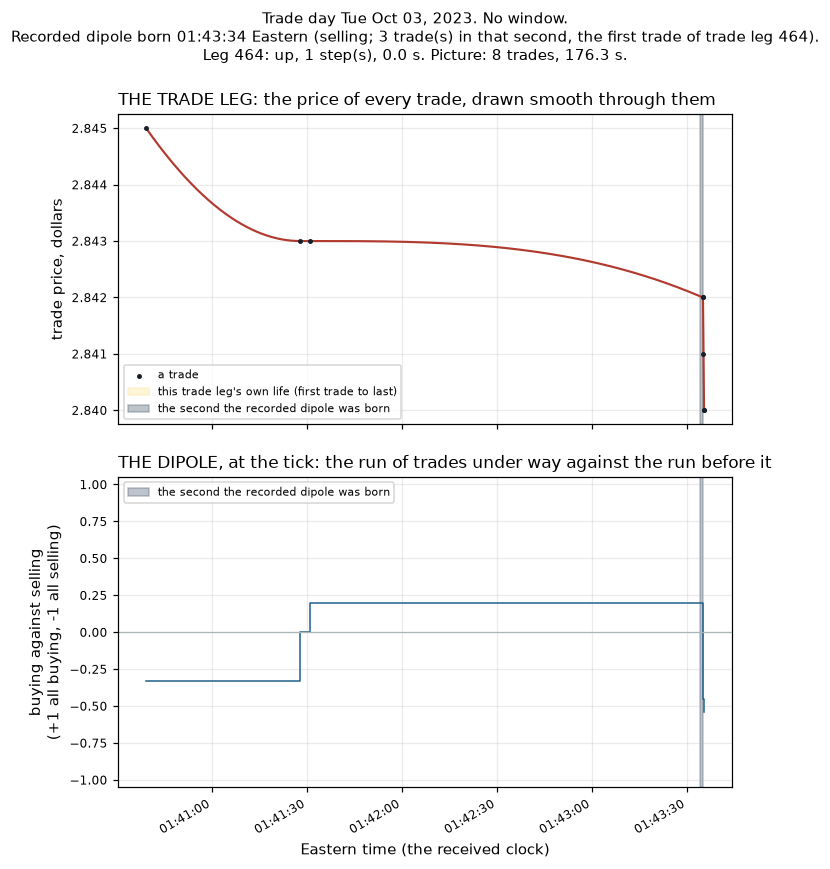 Trade day Tue Oct 03, 2023. No window.
Recorded dipole born 01:43:34 Eastern (selling; 3 trade(s) in that second, the first trade of trade leg 464).
Leg 464: up, 1 step(s), 0.0 s. Picture: 8 trades, 176.3 s.
THE TRADE LEG: the price of every trade, drawn smooth through them
trade price, dollars
2.845
2.844
2.843
2.842
2.841
2.840
a trade
this trade leg's own life (first trade to last)
the second the recorded dipole was born
THE DIPOLE, at the tick: the run of trades under way against the run before it
buying against selling
(+1 all buying, -1 all selling)
1.00
0.75
0.50
0.25
0.00
−0.25
−0.50
−0.75
−1.00
the second the recorded dipole was born
01:41:00
01:41:30
01:42:00
01:42:30
01:43:00
01:43:30
Eastern time (the received clock)